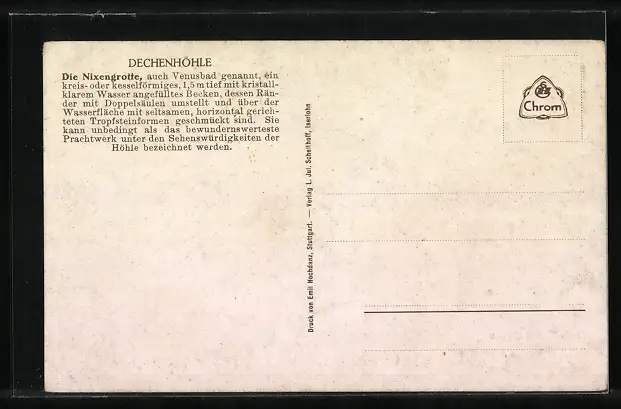 DECHENHÖHLE
Die Nixengrotte, auch Venusbad genannt, ein
kreis- oder kesselförmiges, 1,5 m tief mit kristall-
klarem Wasser angefülltes Becken, dessen Rän-
der mit Doppelsäulen umstellt und über der
Wasserfläche mit seltsamen, horizontal gerich-
teten Tropfsteinformen geschmückt sind. Sie
kann unbedingt als das bewundernswerteste
Prachtwerk unter den Sehenswürdigkeiten der
Höhle bezeichnet werden.
Druck von Emil Hochdanz, Stuttgart. — Verlag L. Jul. Schellhoff, Iserlohn
Chrom